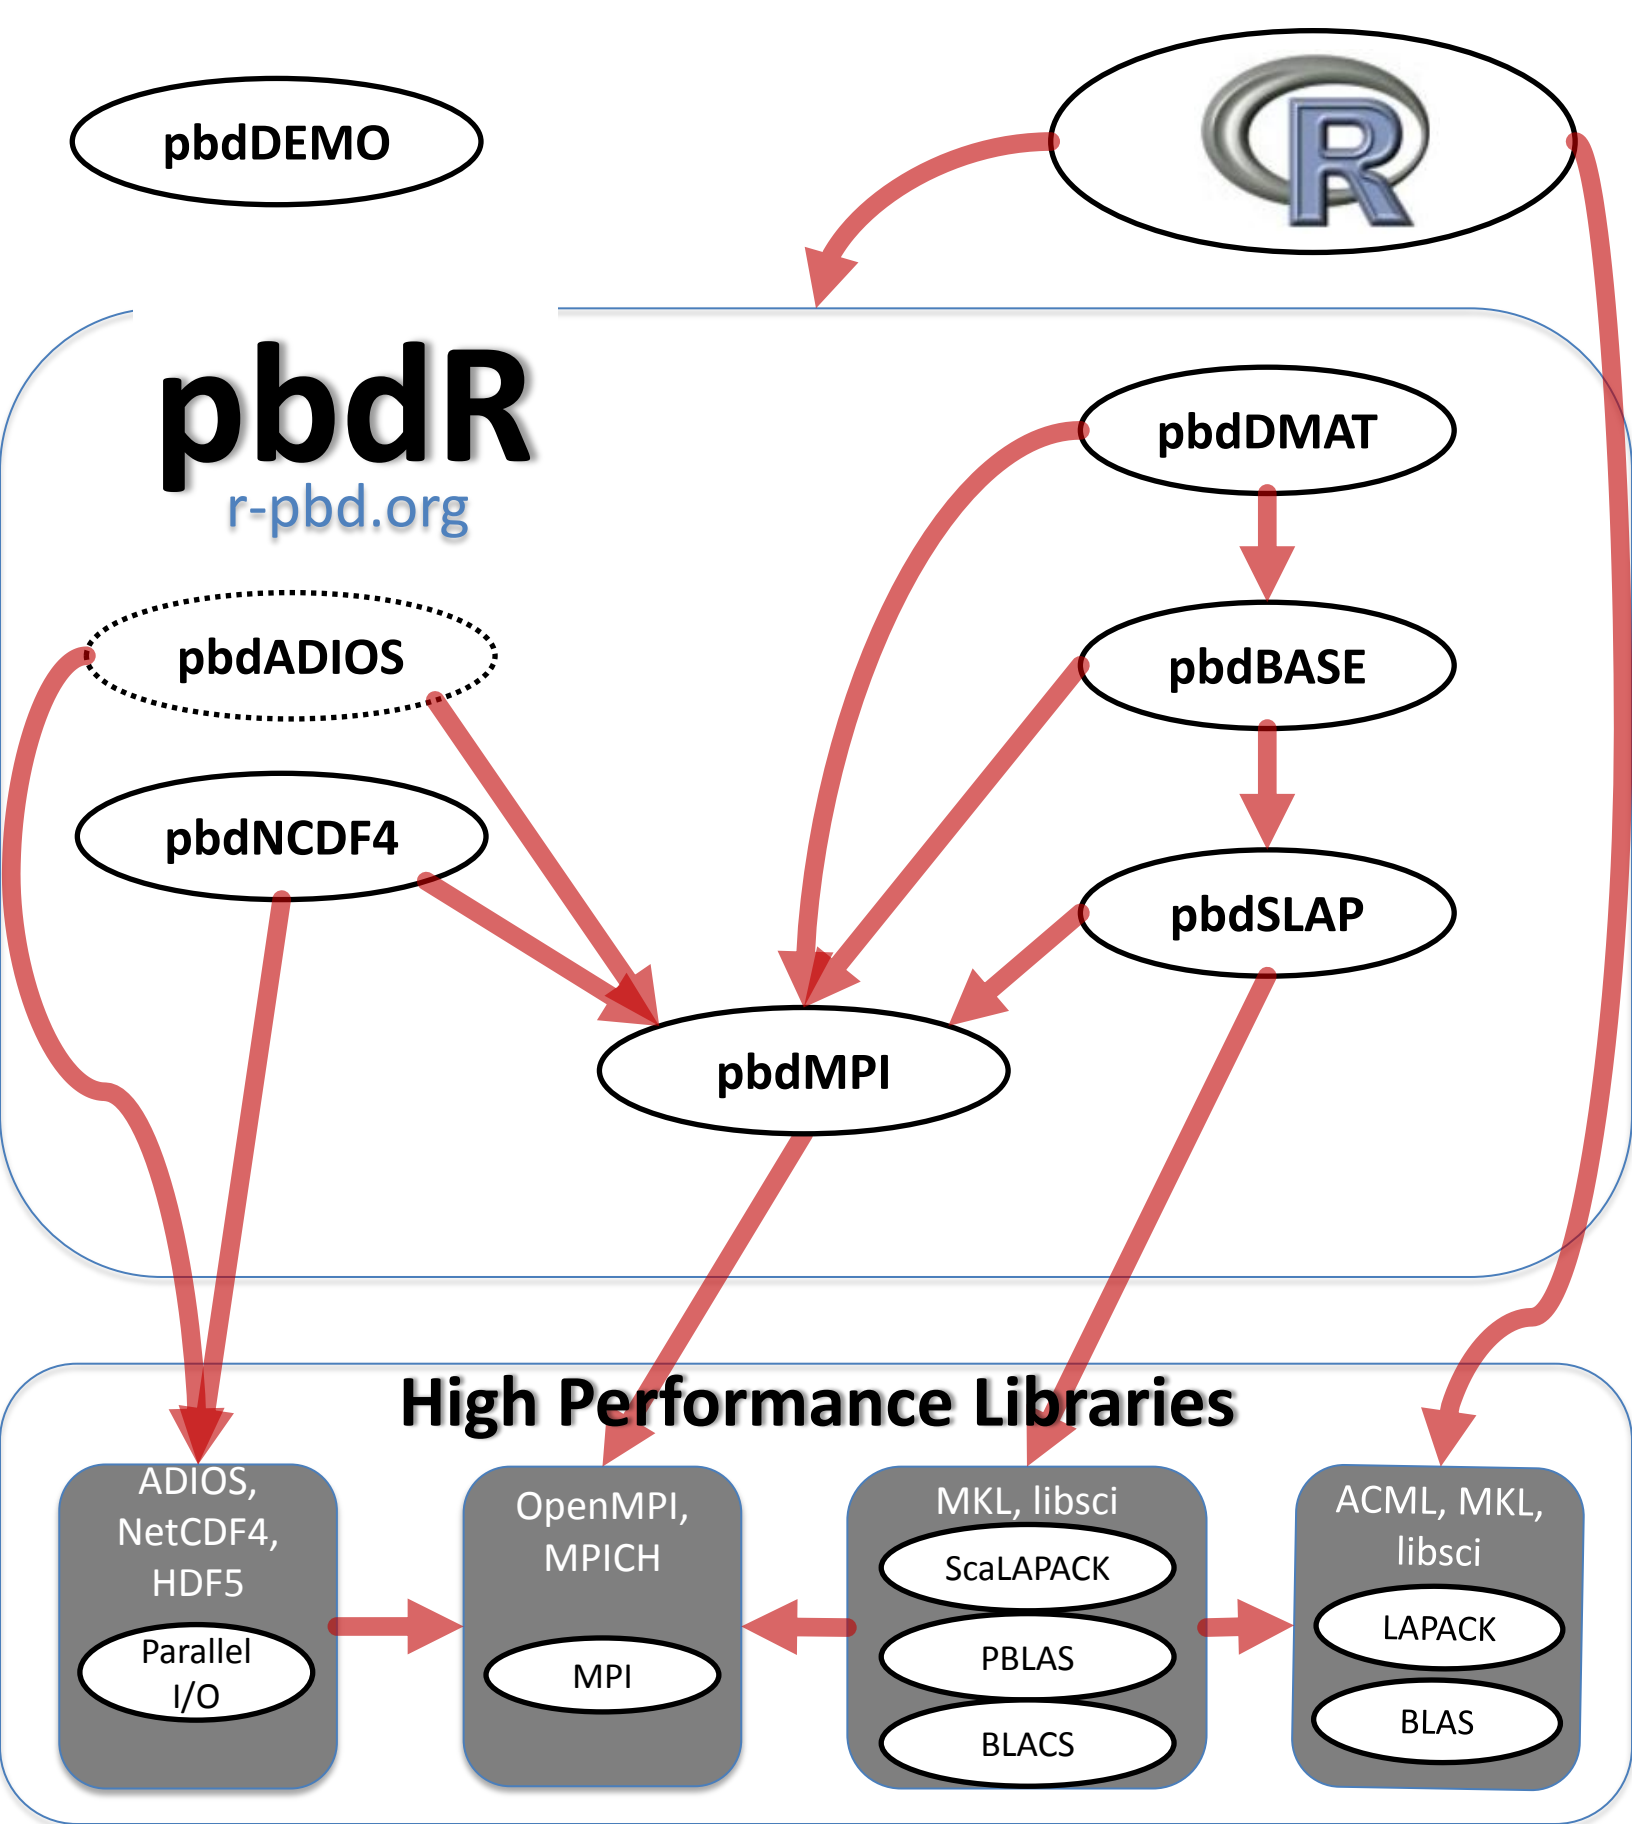 pbdDEMO
R
pbdR
r-pbd.org
pbdDMAT
pbdADIOS
pbdBASE
pbdNCDF4
pbdSLAP
pbdMPI
High Performance Libraries
ADIOS,
NetCDF4,
HDF5
Parallel
I/O
OpenMPI,
MPICH
MPI
MKL, libsci
ScaLAPACK
PBLAS
BLACS
ACML, MKL,
libsci
LAPACK
BLAS